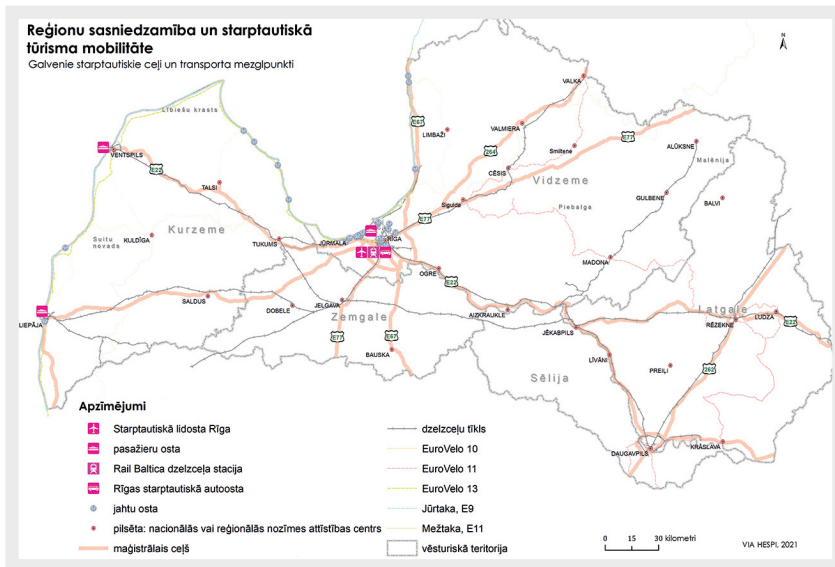 Reģionu sasniedzamība un starptautiskā
tūrisma mobilitāte
Galvenie starptautiskie ceļi un transporta mezglpunkti
N
Lībiešu krasts
VALKA
E67
LIMBAŽI
VALMIERA
E77
264
Smiltene
ALŪKSNE
VENTSPILS
Malēnija
E22
CĒSIS
TALSI
Vidzeme
GULBENE
BALVI
Sigulda
Piebalga
E77
Kurzeme
Suitu
novads
KULDĪGA
TUKUMS
JŪRMALA
RĪGA
MADONA
OGRE
E22
SALDUS
JELGAVA
DOBELE
Zemgale
AIZKRAUKLE
Latgale
LIEPĀJA
RĒZEKNE
LUDZA
E22
JĒKABPILS
E77
E67
BAUSKA
LĪVĀNI
PREIĻI
262
Sēlija
KRĀSLAVA
DAUGAVPILS
Apzīmējumi
Starptautiskā lidosta Rīga
pasažieru osta
Rail Baltica dzelzceļa stacija
Rīgas starptautiskā autoosta
jahtu osta
pilsēta: nacionālās vai reģionālās nozīmes attīstības centrs
maģistrālais ceļš
dzelzceļu tīkls
EuroVelo 10
EuroVelo 11
EuroVelo 13
Jūrtaka, E9
Mežtaka, E11
vēsturiskā teritorija
0 15 30 kilometri
VIA HESPI, 2021